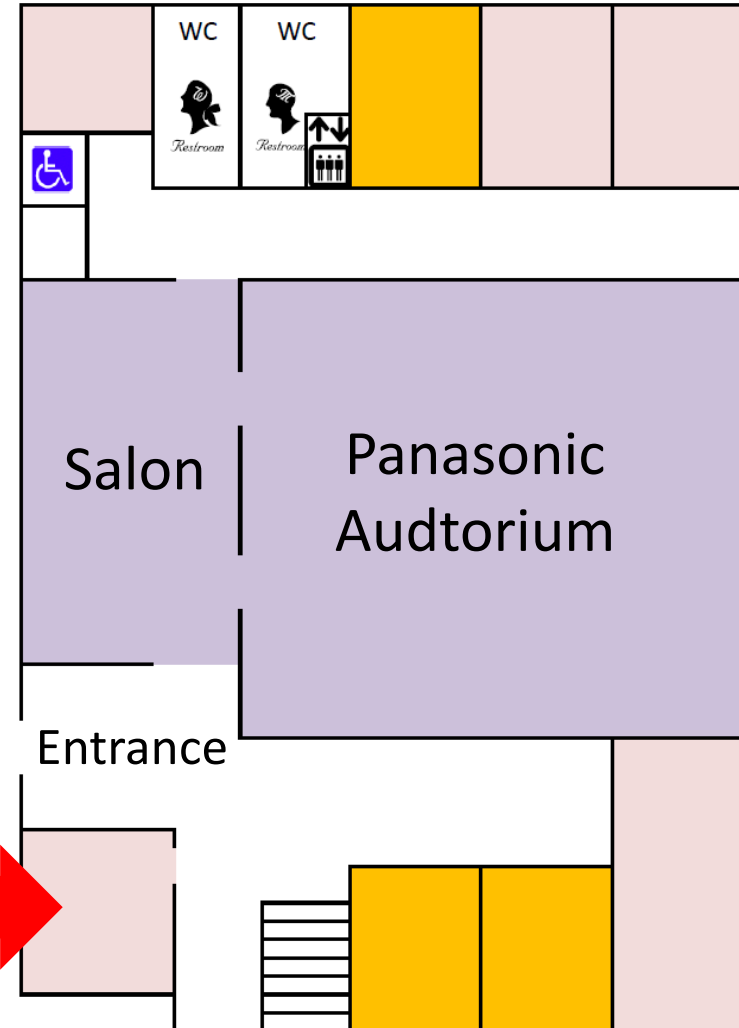 WC
WC
W
M
Restroom
Restroom
Salon
Panasonic
Audtorium
Entrance